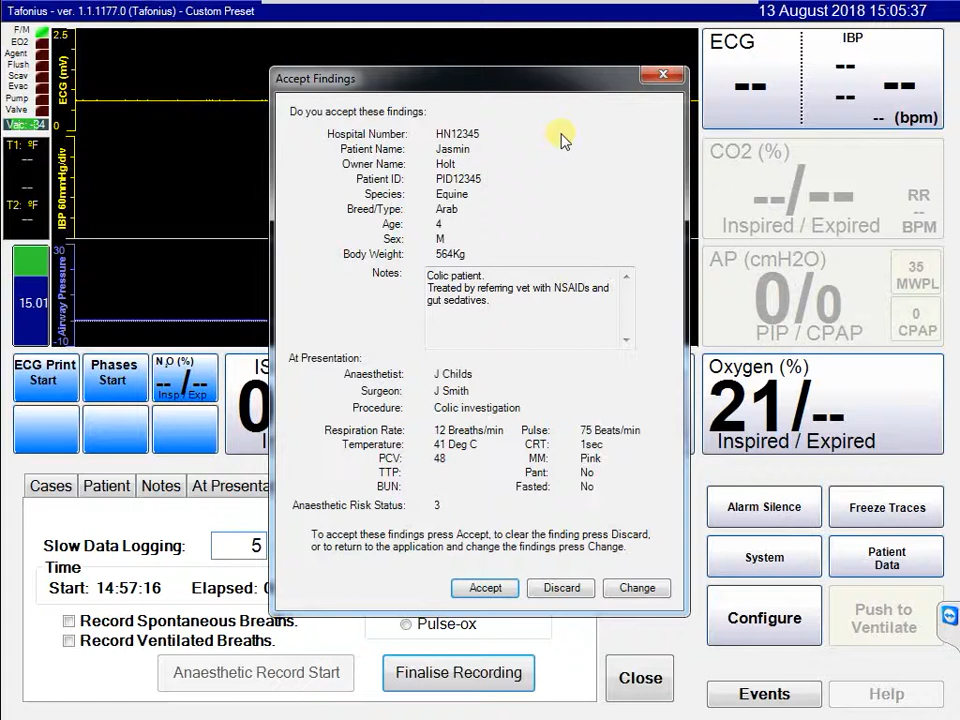 Tafonius - ver. 1.1.1177.0 (Tafonius) - Custom Preset
13 August 2018 15:05:37
F/M
EO2
Agent
Flush
Scav
Evac
Pump
Valve
Vac: -34
T1: ºF
--
--
T2: ºF
--
15.01
2.5
ECG (mV)
0
IBP 60mmHg/div
30
Airway Pressure
-10
ECG
--
IBP
--
--
--
-- (bpm)
CO2 (%)
--/--
Inspired / Expired
RR
--
BPM
AP (cmH2O)
0/0
PIP / CPAP
35
MWPL
0
CPAP
Oxygen (%)
21/--
Inspired / Expired
ECG Print
Start
Phases
Start
N2O (%)
--/--
Insp / Exp
Accept Findings
Do you accept these findings:
Hospital Number: HN12345
Patient Name: Jasmin
Owner Name: Holt
Patient ID: PID12345
Species: Equine
Breed/Type: Arab
Age: 4
Sex: M
Body Weight: 564Kg
Notes: Colic patient.
Treated by referring vet with NSAIDs and
gut sedatives.
At Presentation:
Anaesthetist: J Childs
Surgeon: J Smith
Procedure: Colic investigation
Respiration Rate: 12 Breaths/min Pulse: 75 Beats/min
Temperature: 41 Deg C CRT: 1sec
PCV: 48 MM: Pink
TTP: Pant: No
BUN: Fasted: No
Anaesthetic Risk Status: 3
To accept these findings press Accept, to clear the finding press Discard,
or to return to the application and change the findings press Change.
Accept Discard Change
Cases Patient Notes At Presenta
Slow Data Logging: 5
Time
Start: 14:57:16 Elapsed: 0
Record Spontaneous Breaths.
Record Ventilated Breaths.
Pulse-ox
Anaesthetic Record Start
Finalise Recording
Close
Alarm Silence
Freeze Traces
System
Patient
Data
Configure
Push to
Ventilate
Events
Help